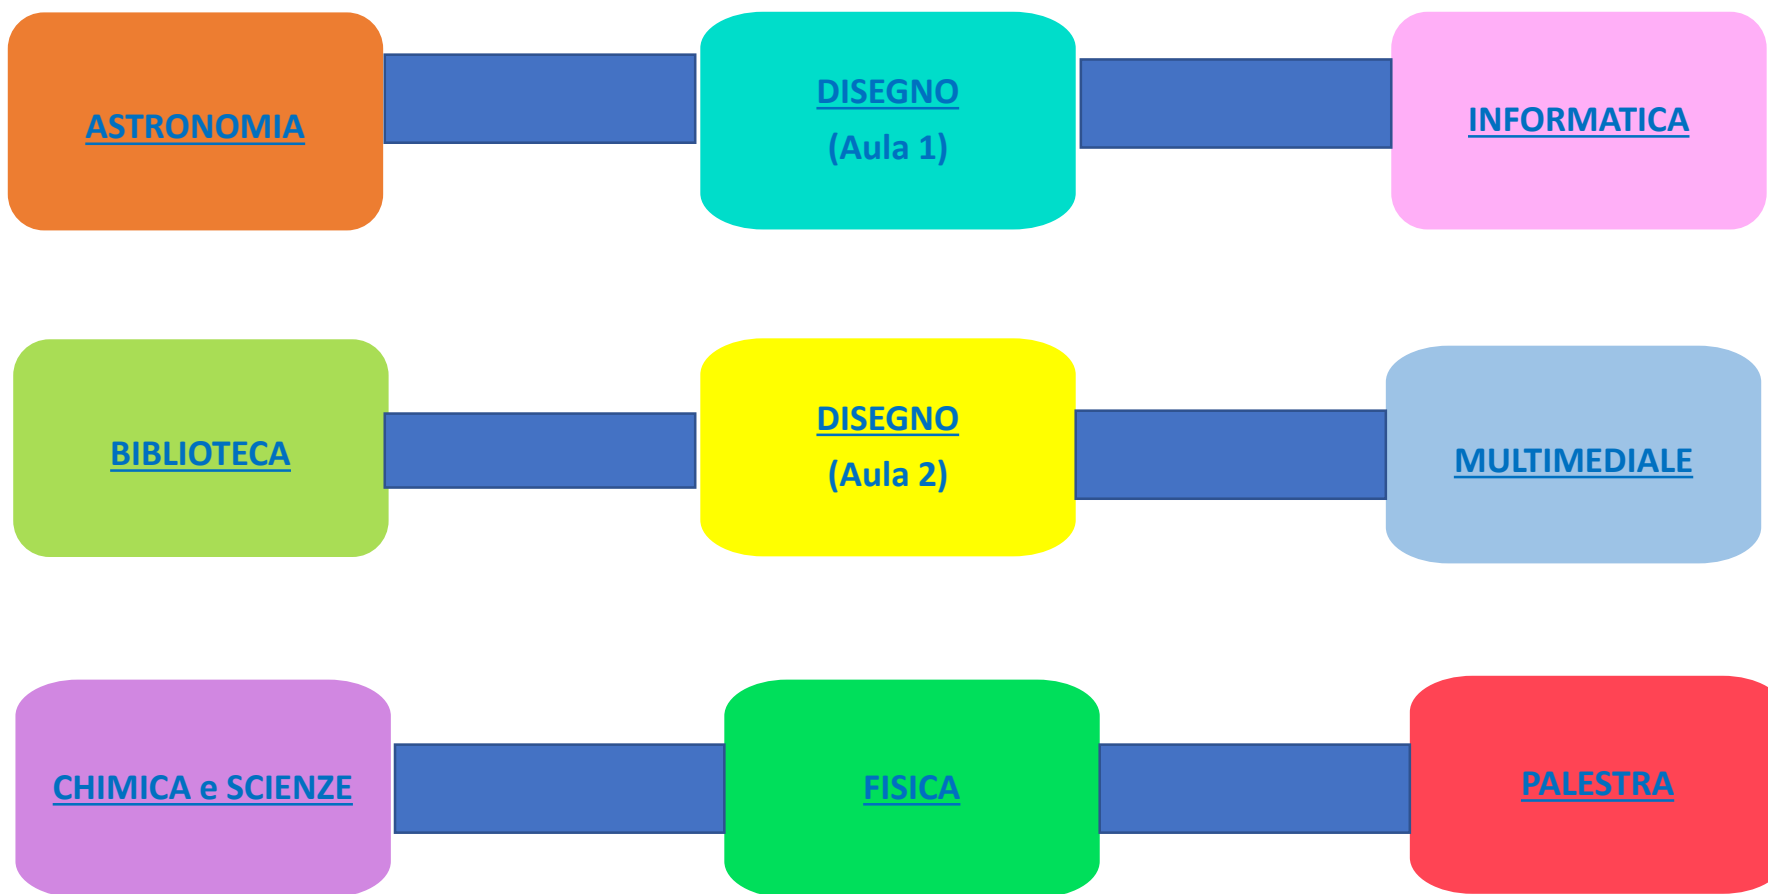 ASTRONOMIA
DISEGNO
(Aula 1)
INFORMATICA
BIBLIOTECA
DISEGNO
(Aula 2)
MULTIMEDIALE
CHIMICA e SCIENZE
FISICA
PALESTRA